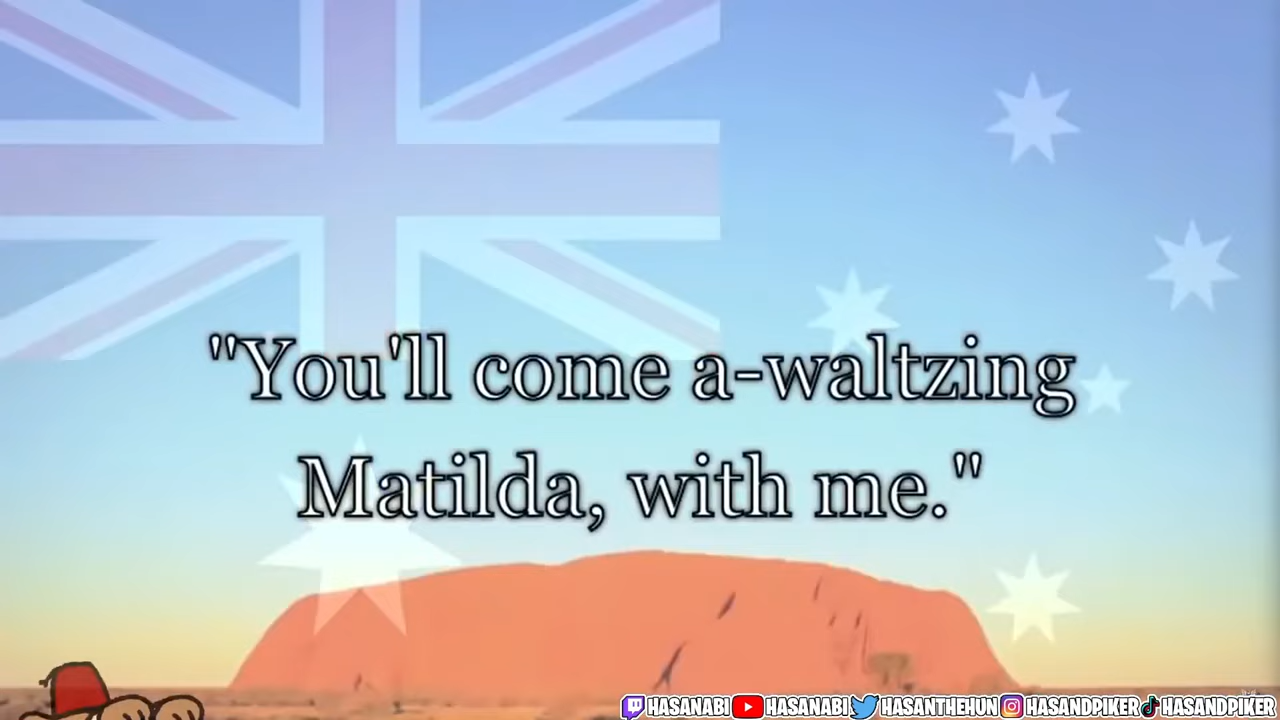 "You'll come a-waltzing
Matilda, with me."
HASANABI HASANABI HASANTHEHUN HASANDPIKER HASANDPIKER